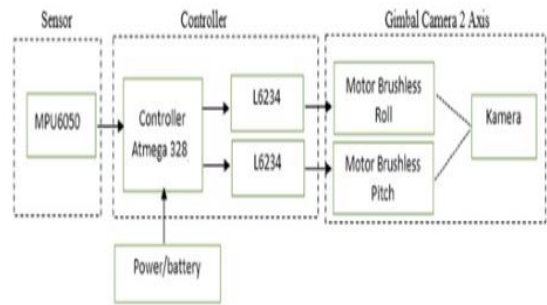 Sensor
Controller
Gimbal Camera 2 Axis
MPU6050
Controller
Atmega 328
L6234
L6234
Motor Brushless
Roll
Motor Brushless
Pitch
Kamera
Power/battery